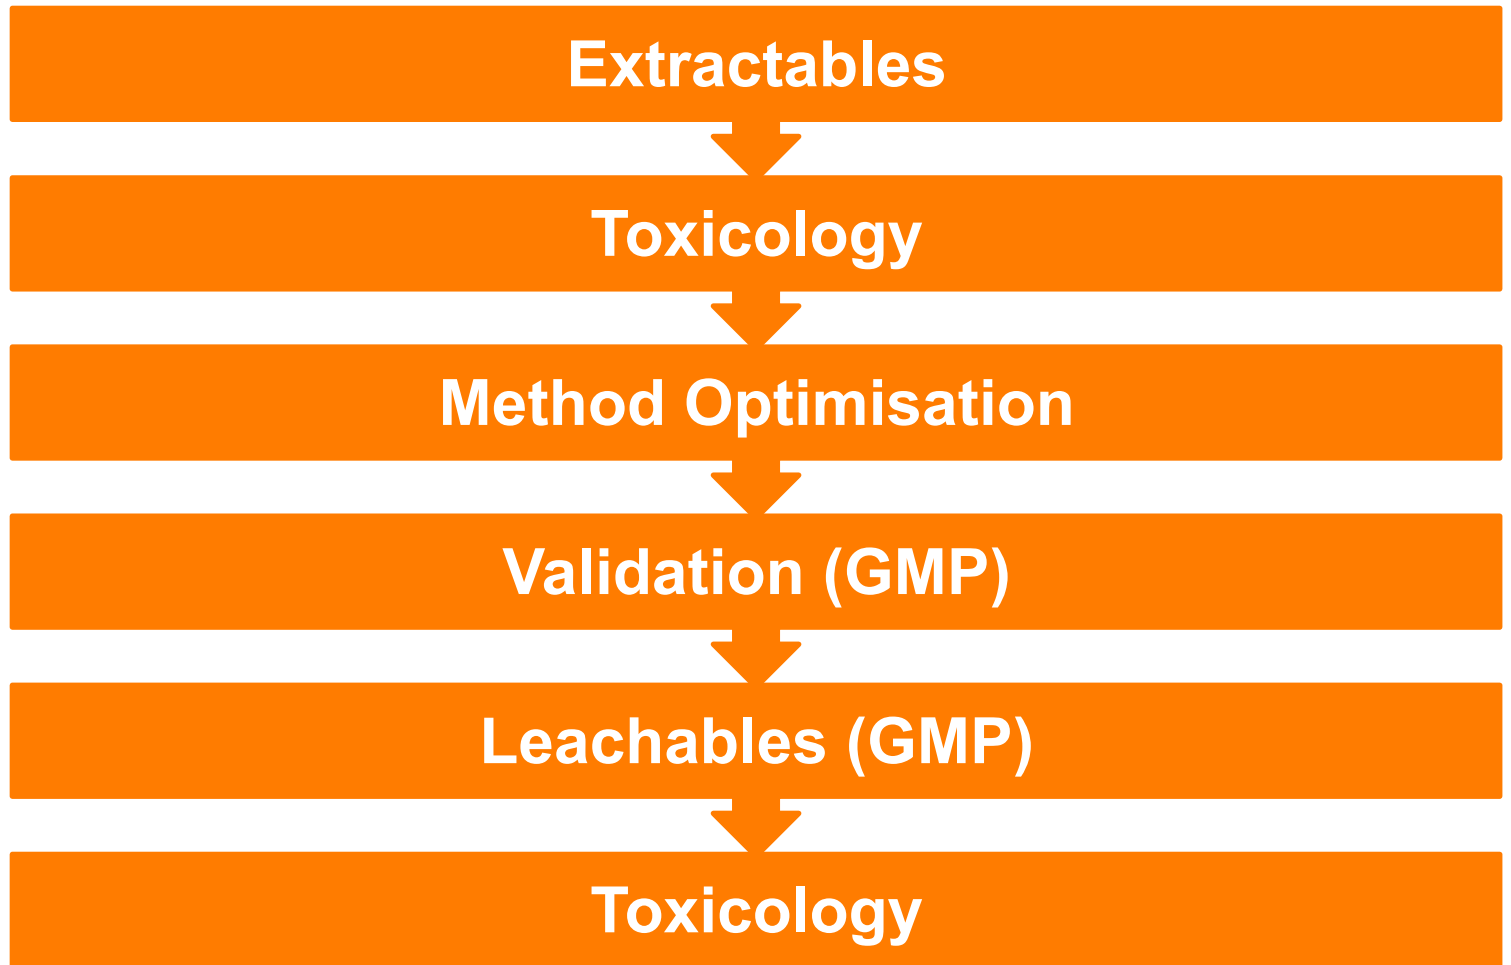 Extractables
Toxicology
Method Optimisation
Validation (GMP)
Leachables (GMP)
Toxicology